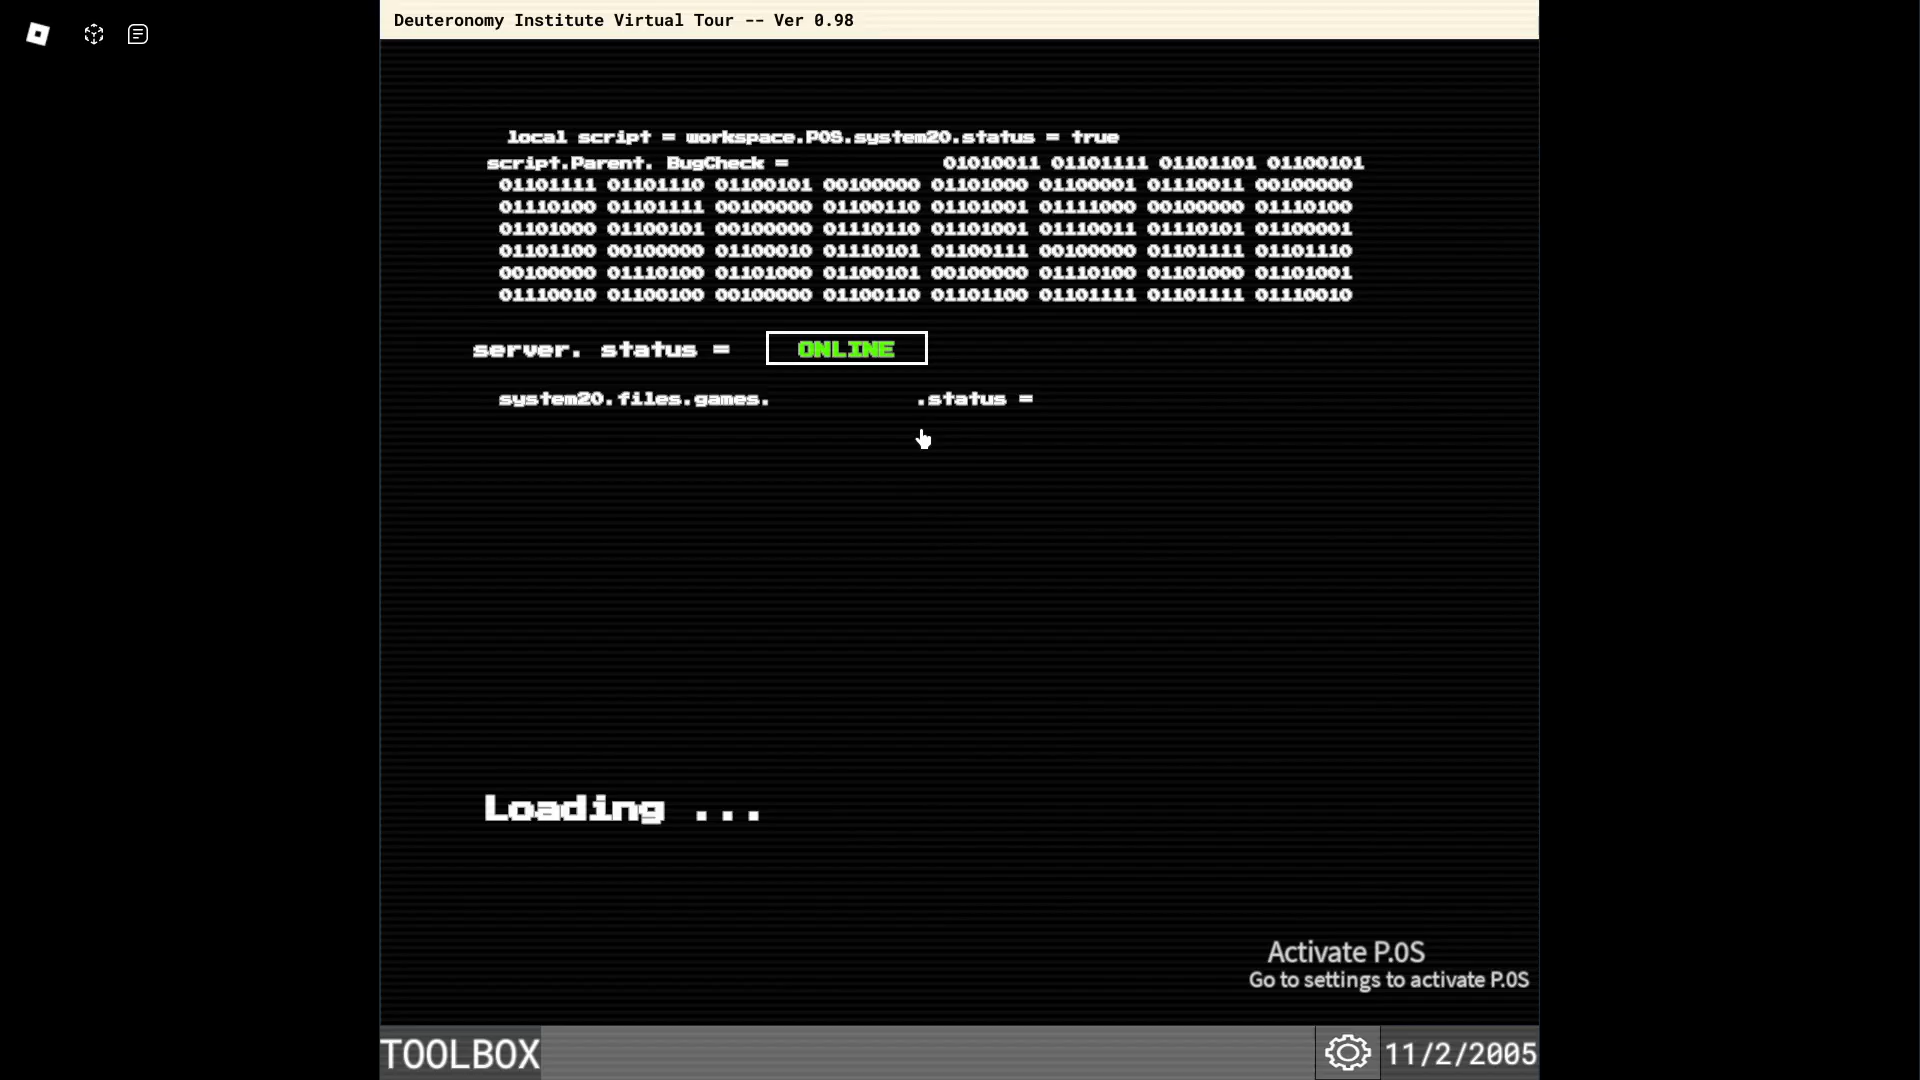 Deuteronomy Institute Virtual Tour -- Ver 0.98
local script = workspace.POS.system20.status = true
script.Parent. BugCheck = 01010011 01101111 01101101 01100101
01101111 01101110 01100101 00100000 01101000 01100001 01110011 00100000
01110100 01101111 00100000 01100110 01101001 01111000 00100000 01110100
01101000 01100101 00100000 01110110 01101001 01110011 01110101 01100001
01101100 00100000 01100010 01110101 01100111 00100000 01101111 01101110
00100000 01110100 01101000 01100101 00100000 01110100 01101000 01101001
01110010 01100100 00100000 01100110 01101100 01101111 01101111 01110010
server. status = ONLINE
system20.files.games. .status =
Loading ...
Activate P.0S
Go to settings to activate P.0S
TOOLBOX
11/2/2005